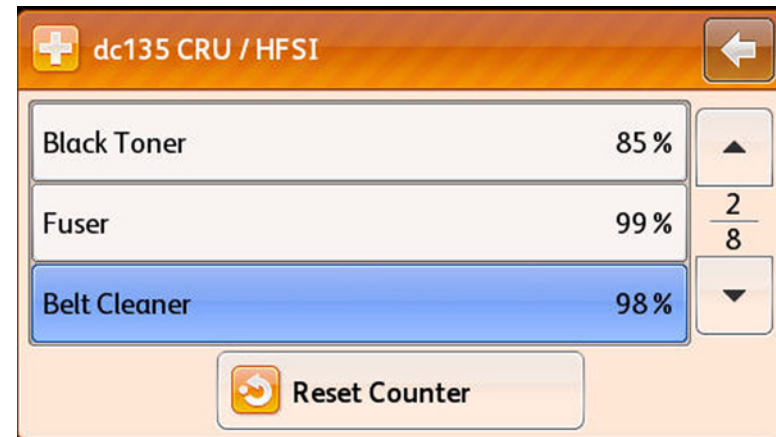 dc135 CRU / HFSI
Black Toner 85 %
Fuser 99 %
2
8
Belt Cleaner 98 %
Reset Counter